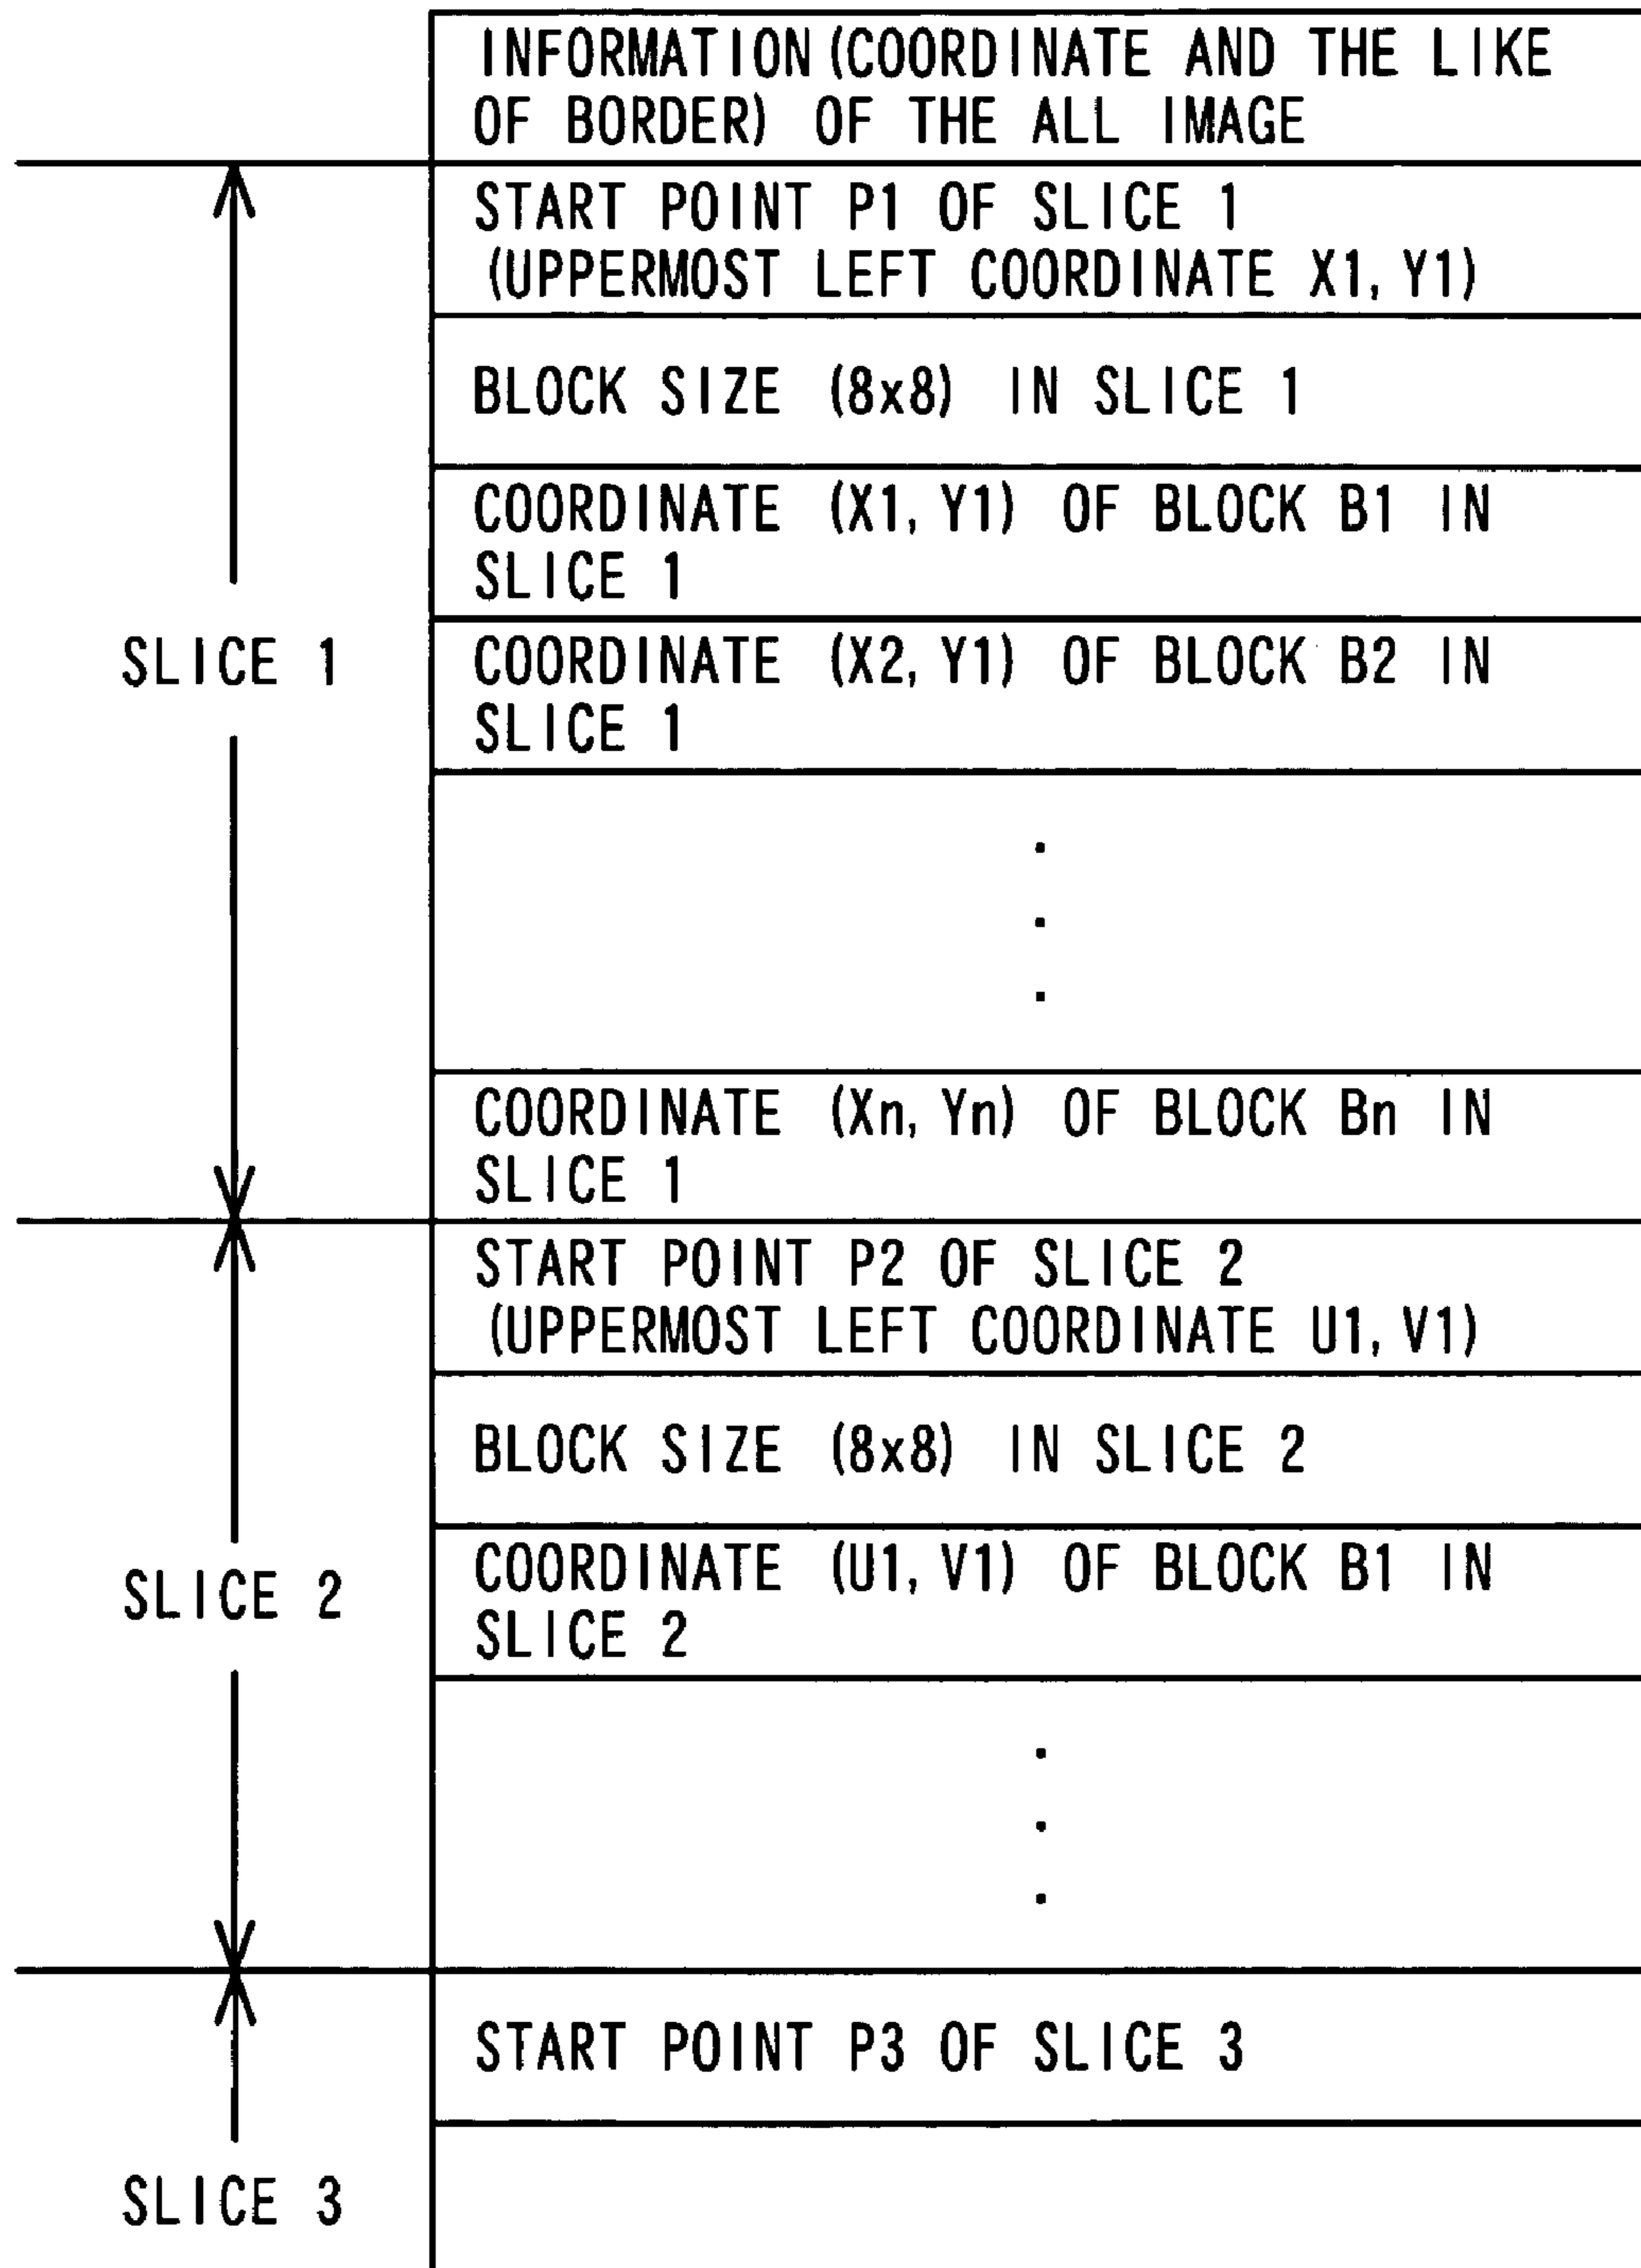 INFORMATION(COORDINATE AND THE LIKE
OF BORDER) OF THE ALL IMAGE
START POINT P1 OF SLICE 1
(UPPERMOST LEFT COORDINATE X1, Y1)
BLOCK SIZE (8x8) IN SLICE 1
COORDINATE (X1, Y1) OF BLOCK B1 IN
SLICE 1
SLICE 1
COORDINATE (X2, Y1) OF BLOCK B2 IN
SLICE 1
.
.
.
COORDINATE (Xn, Yn) OF BLOCK Bn IN
SLICE 1
START POINT P2 OF SLICE 2
(UPPERMOST LEFT COORDINATE U1, V1)
BLOCK SIZE (8x8) IN SLICE 2
SLICE 2
COORDINATE (U1, V1) OF BLOCK B1 IN
SLICE 2
.
.
.
START POINT P3 OF SLICE 3
SLICE 3